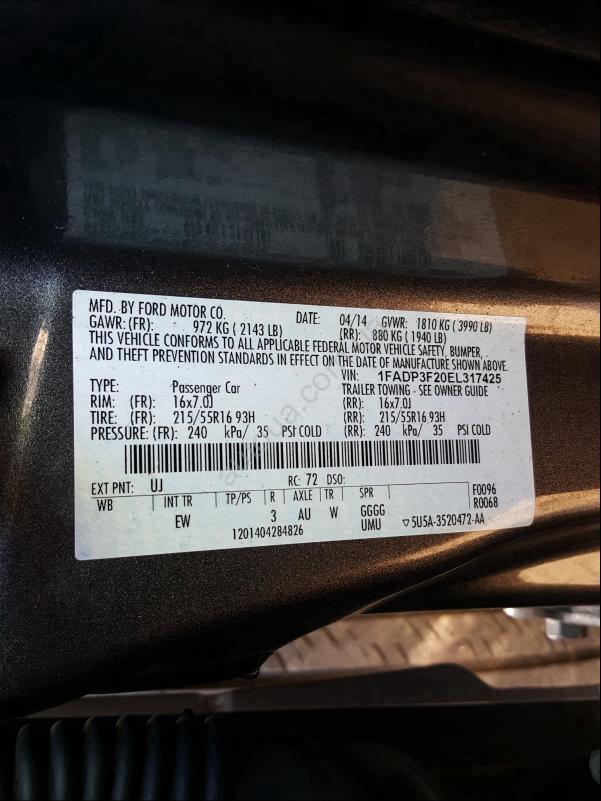 MFD. BY FORD MOTOR CO. DATE: 04/14 GVWR: 1810 KG ( 3990 LB)
GAWR: (FR): 972 KG ( 2143 LB) (RR): 880 KG ( 1940 LB)
THIS VEHICLE CONFORMS TO ALL APPLICABLE FEDERAL MOTOR VEHICLE SAFETY, BUMPER,
AND THEFT PREVENTION STANDARDS IN EFFECT ON THE DATE OF MANUFACTURE SHOWN ABOVE.
VIN: 1FADP3F20EL317425
TYPE: Passenger Car TRAILER TOWING - SEE OWNER GUIDE
RIM: (FR): 16x7.0J (RR): 16x7.0J
TIRE: (FR): 215/55R16 93H (RR): 215/55R16 93H
PRESSURE: (FR): 240 kPa/ 35 PSI COLD (RR): 240 kPa/ 35 PSI COLD
EXT PNT: UJ RC: 72 DSO: F0096
WB INT TR TP/PS R AXLE TR SPR R0068
EW 3 AU W GGGG
UMU ▽5U5A-3520472-AA
1201404284826